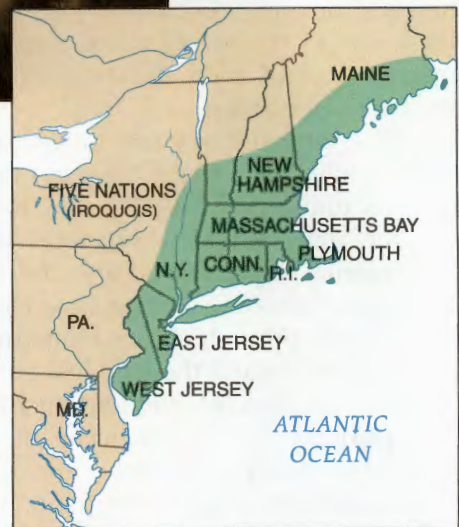 MAINE
NEW
HAMPSHIRE
FIVE NATIONS
(IROQUOIS)
MASSACHUSETTS BAY
PLYMOUTH
N.Y.
CONN.
R.I.
PA.
EAST JERSEY
WEST JERSEY
MD.
ATLANTIC
OCEAN